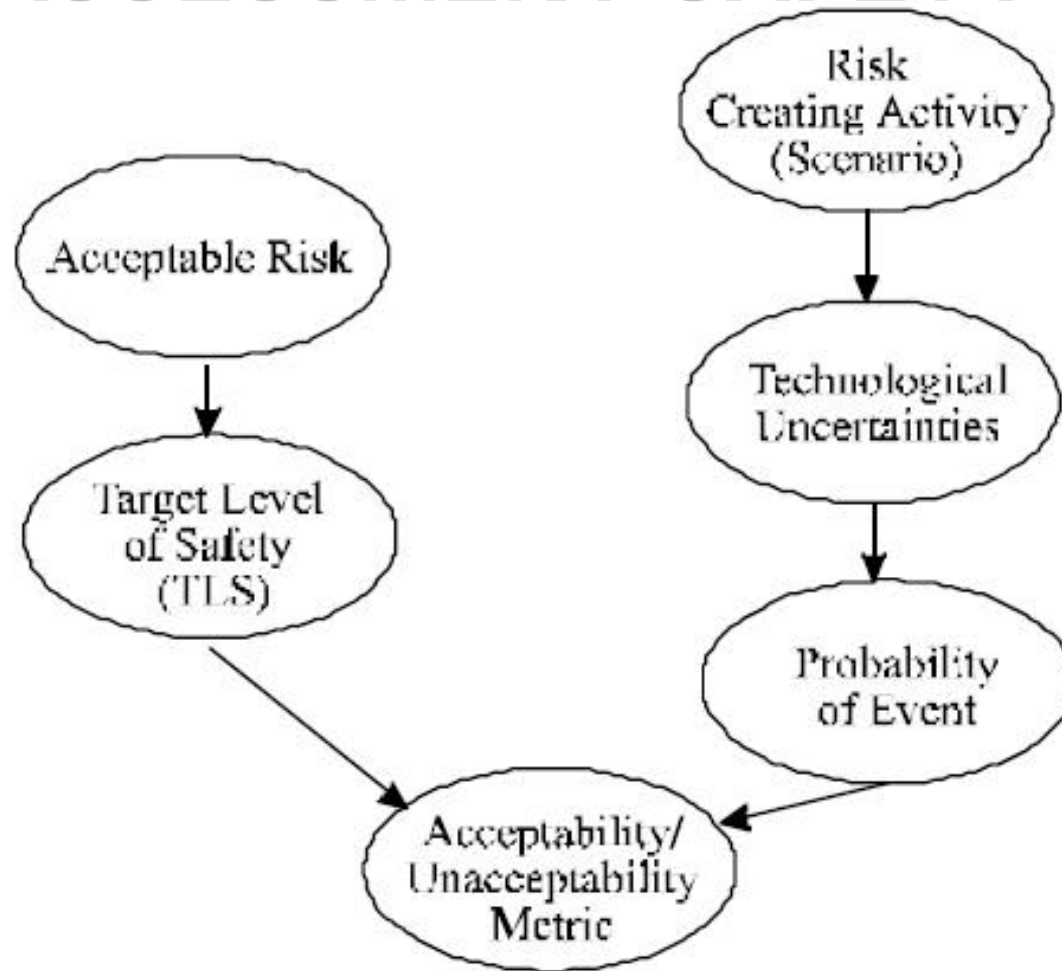 Risk
Creating Activity
(Scenario)
Acceptable Risk
Technological
Uncertainties
Target Level
of Safety
(TLS)
Probability
of Event
Acceptability/
Unacceptability
Metric